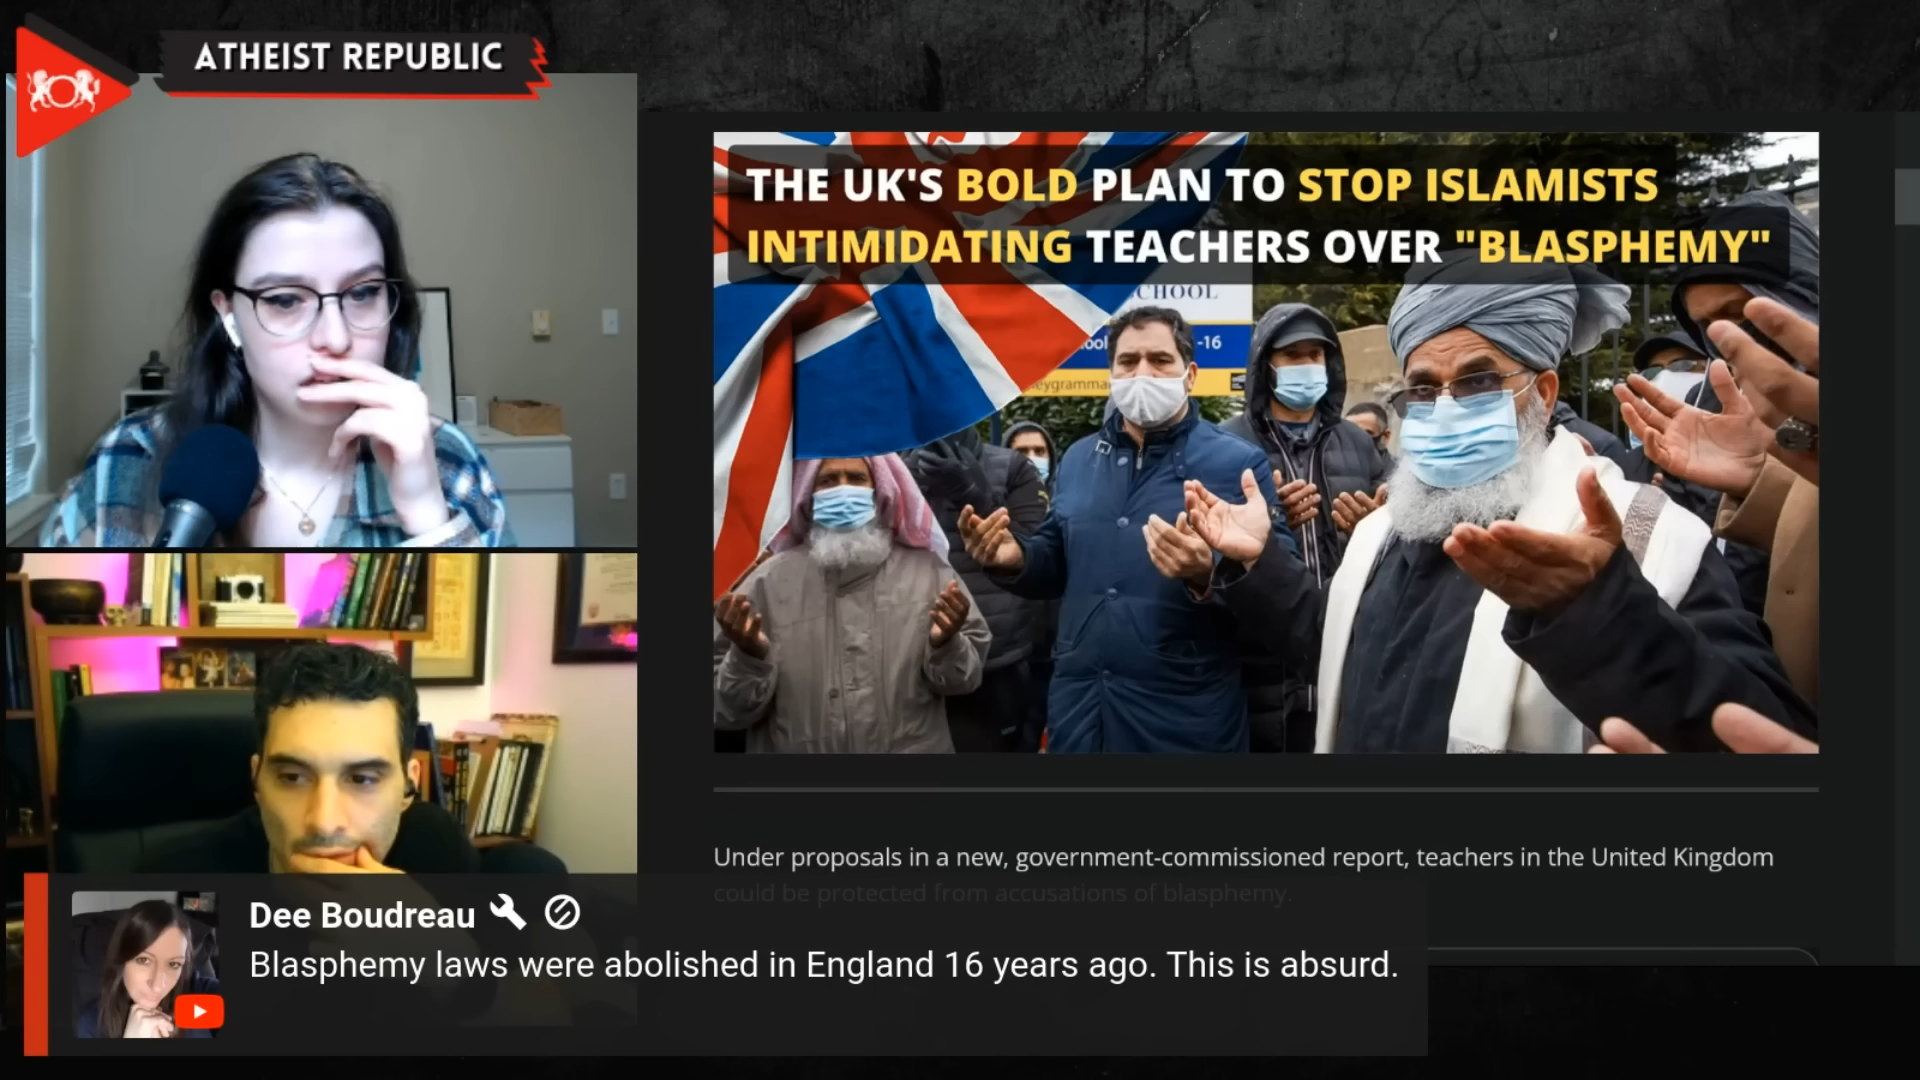 ATHEIST REPUBLIC
THE UK'S BOLD PLAN TO STOP ISLAMISTS
INTIMIDATING TEACHERS OVER "BLASPHEMY"
SCHOOL
-16
Under proposals in a new, government-commissioned report, teachers in the United Kingdom
could be protected from accusations of blasphemy.
Dee Boudreau
Blasphemy laws were abolished in England 16 years ago. This is absurd.